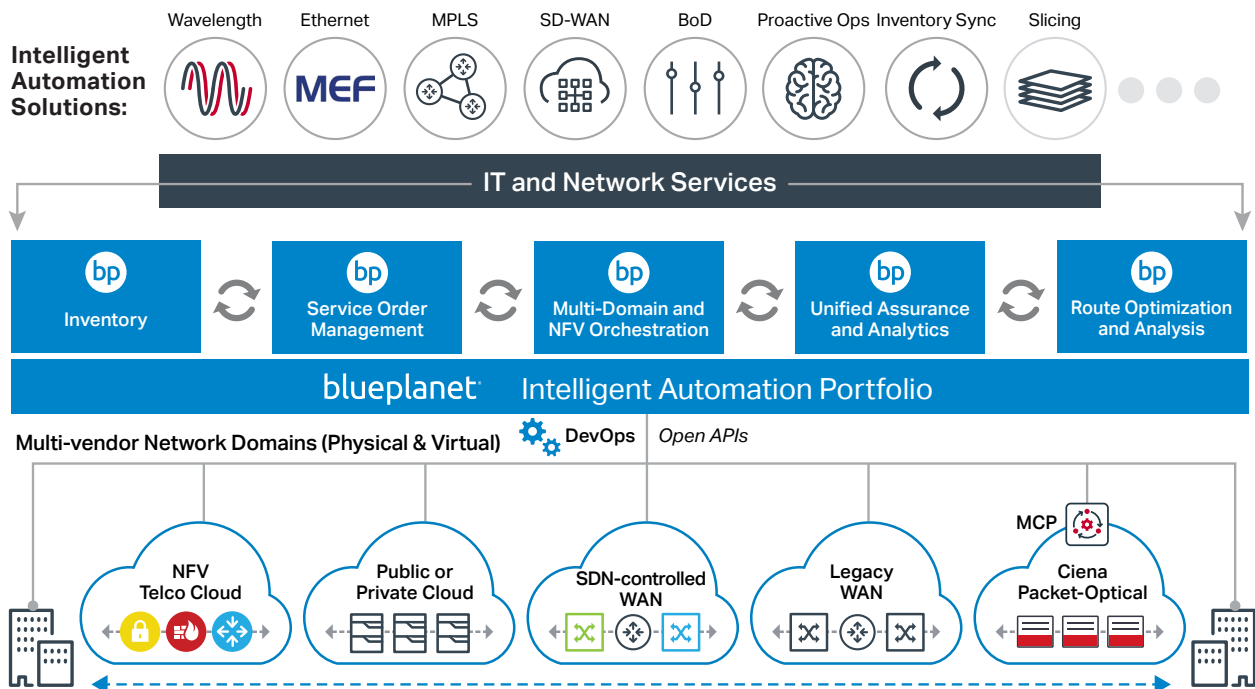 Wavelength
Ethernet
MPLS
SD-WAN
BoD
Proactive Ops
Inventory Sync
Slicing
Intelligent
Automation
Solutions:
MEF
IT and Network Services
bp
Inventory
bp
Service Order
Management
bp
Multi-Domain and
NFV Orchestration
bp
Unified Assurance
and Analytics
bp
Route Optimization
and Analysis
blueplanet Intelligent Automation Portfolio
Multi-vendor Network Domains (Physical & Virtual)
DevOps
Open APIs
NFV
Telco Cloud
Public or
Private Cloud
SDN-controlled
WAN
Legacy
WAN
MCP
Ciena
Packet-Optical